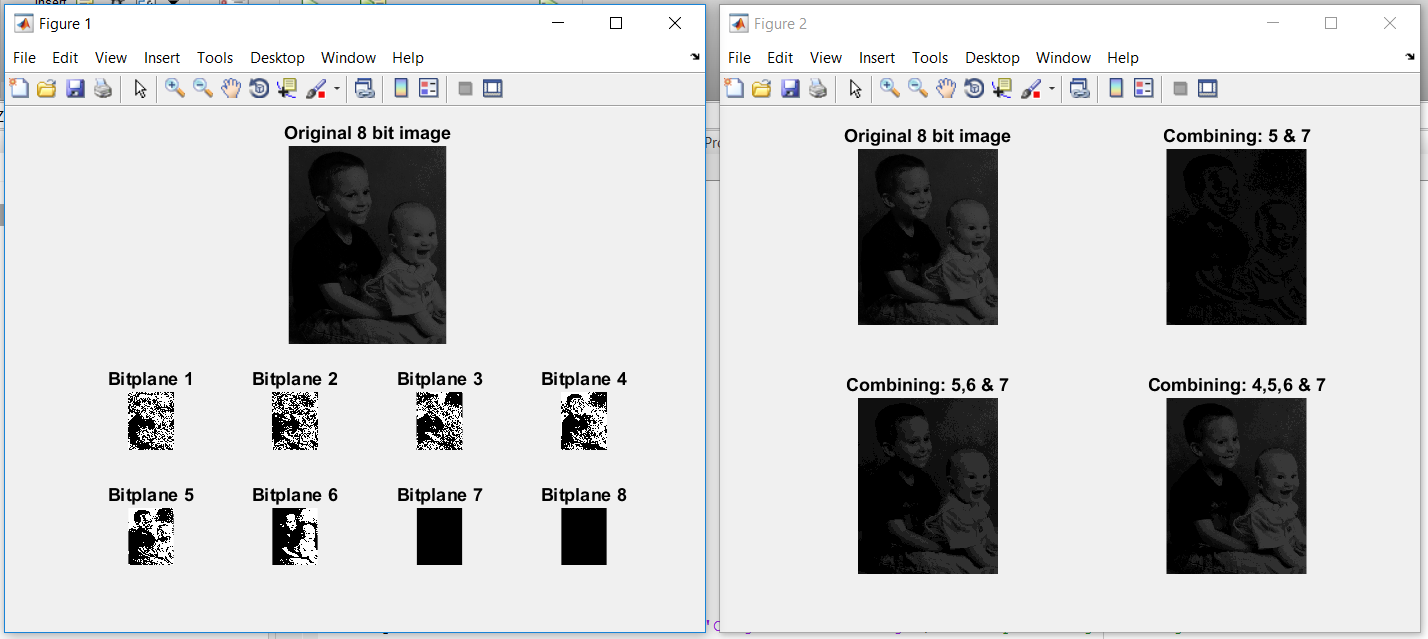 Figure 1
File Edit View Insert Tools Desktop Window Help
Original 8 bit image
Bitplane 1 Bitplane 2 Bitplane 3 Bitplane 4
Bitplane 5 Bitplane 6 Bitplane 7 Bitplane 8
Figure 2
File Edit View Insert Tools Desktop Window Help
Original 8 bit image Combining: 5 & 7
Combining: 5,6 & 7 Combining: 4,5,6 & 7